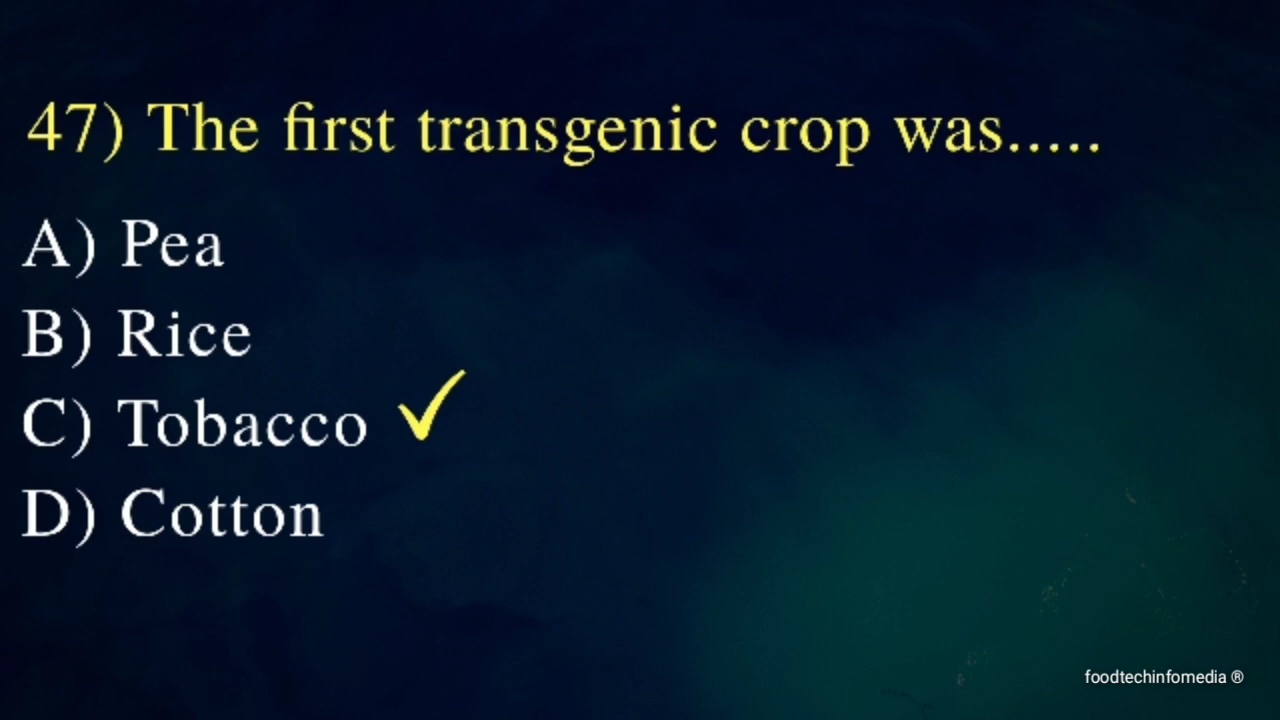 47) The first transgenic crop was.....
A) Pea
B) Rice
C) Tobacco ✓
D) Cotton
foodtechinfomedia ®